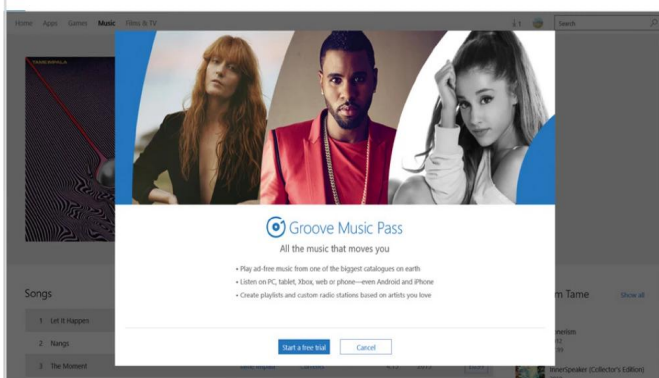 Home Apps Games Music Films & TV
1 Search
TAME IMPALA
Groove Music Pass
All the music that moves you
• Play ad-free music from one of the biggest catalogues on earth
• Listen on PC, tablet, Xbox, web or phone—even Android and iPhone
• Create playlists and custom radio stations based on artists you love
Songs
m Tame Show all
1 Let It Happen
2 Nangs
Start a free trial Cancel
3 The Moment
InnerSpeaker (Collector's Edition)